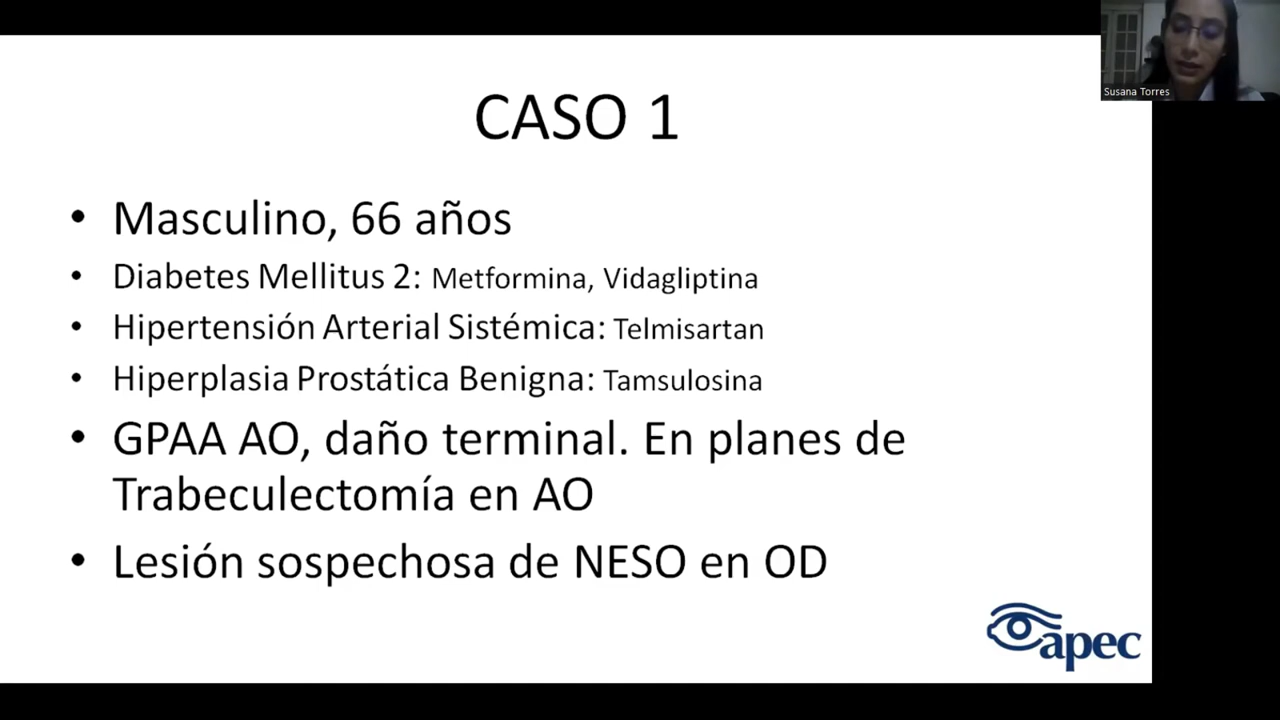 Susana Torres
CASO 1
• Masculino, 66 años
• Diabetes Mellitus 2: Metformina, Vidagliptina
• Hipertensión Arterial Sistémica: Telmisartan
• Hiperplasia Prostática Benigna: Tamsulosina
• GPAA AO, daño terminal. En planes de
Trabeculectomía en AO
• Lesión sospechosa de NESO en OD
apec